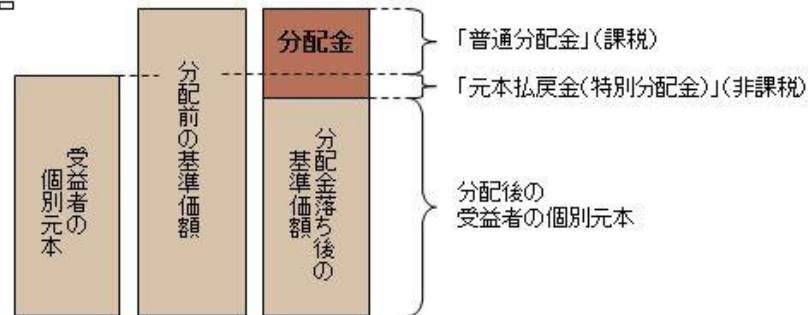 受益者の
個別元本
分配前の基準価額
分配金
分配金落ち後の
基準価額
「普通分配金」(課税)
「元本払戻金(特別分配金)」(非課税)
分配後の
受益者の個別元本